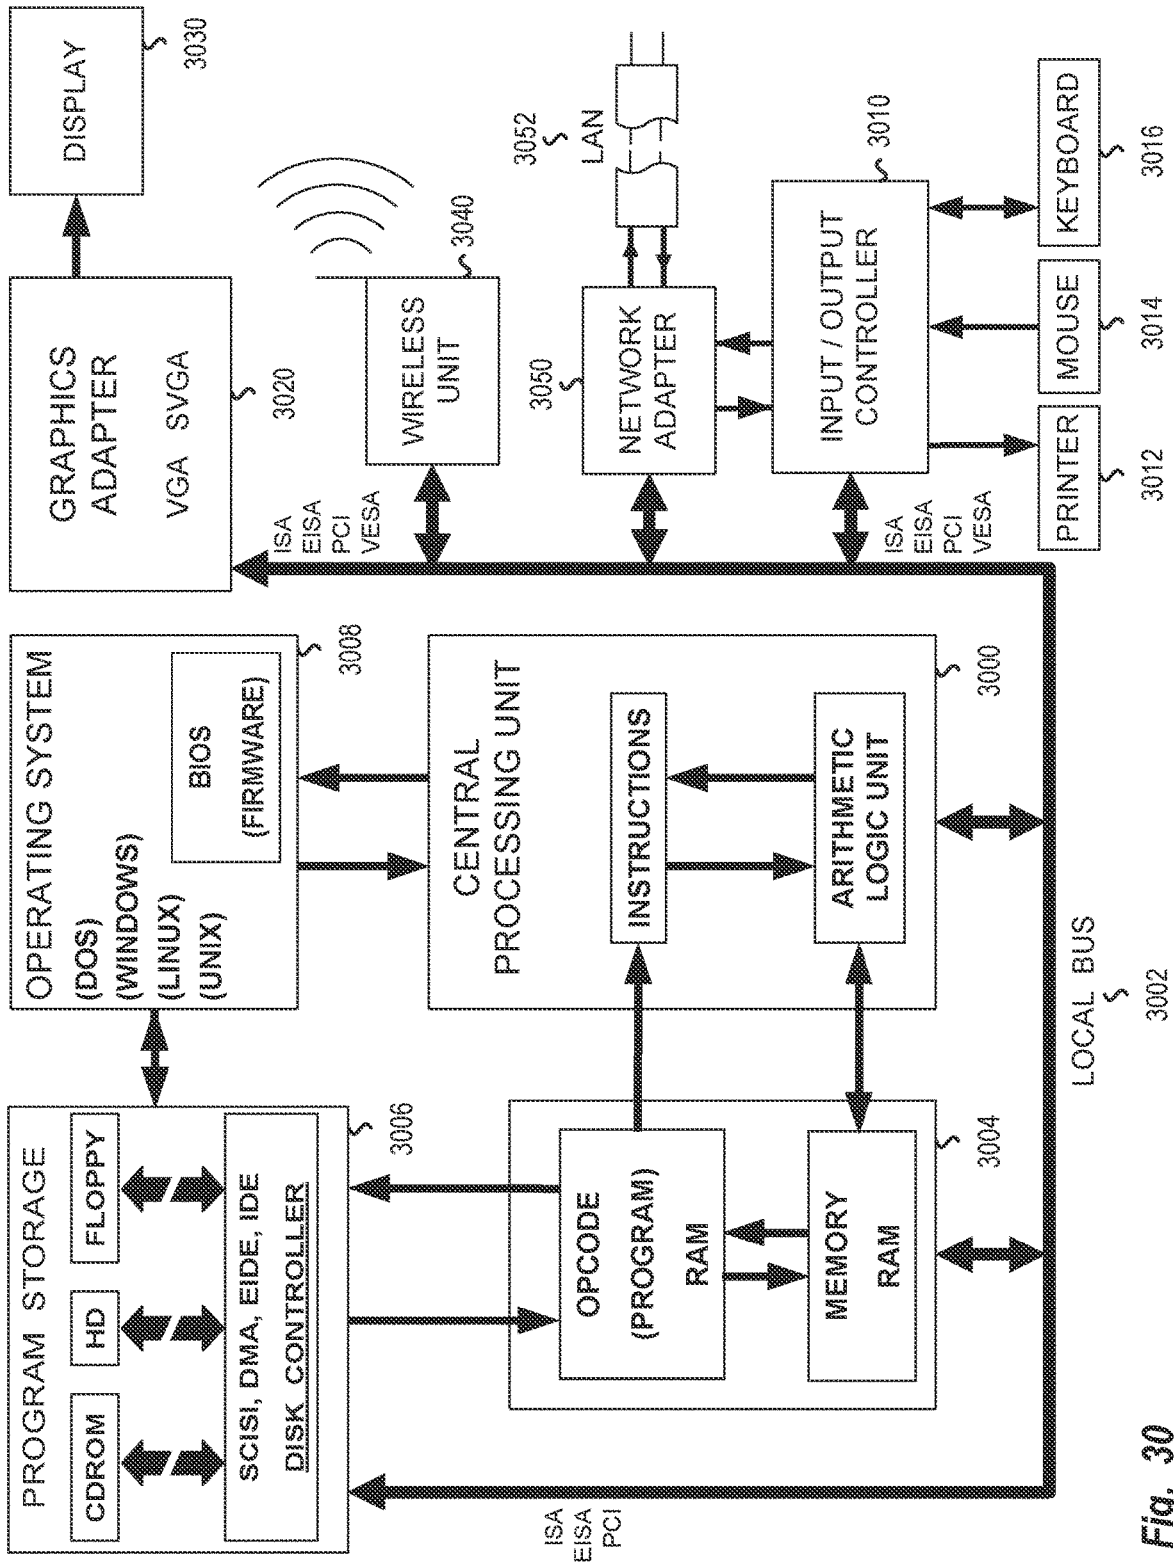 PROGRAM STORAGE
CDROM
HD
FLOPPY
SCISI, DMA, EIDE, IDE
DISK CONTROLLER
3006
OPERATING SYSTEM
(DOS)
(WINDOWS)
(LINUX)
(UNIX)
BIOS
(FIRMWARE)
3008
GRAPHICS
ADAPTER
VGA SVGA
3020
DISPLAY
3030
ISA
EISA
PCI
VESA
WIRELESS
UNIT
3040
CENTRAL
PROCESSING UNIT
INSTRUCTIONS
ARITHMETIC
LOGIC UNIT
3000
OPCODE
(PROGRAM)
RAM
MEMORY
RAM
3004
3050
NETWORK
ADAPTER
3052
LAN
INPUT / OUTPUT
CONTROLLER
3010
ISA
EISA
PCI
VESA
ISA
EISA
PCI
LOCAL BUS
3002
PRINTER
3012
MOUSE
3014
KEYBOARD
3016
Fig. 30